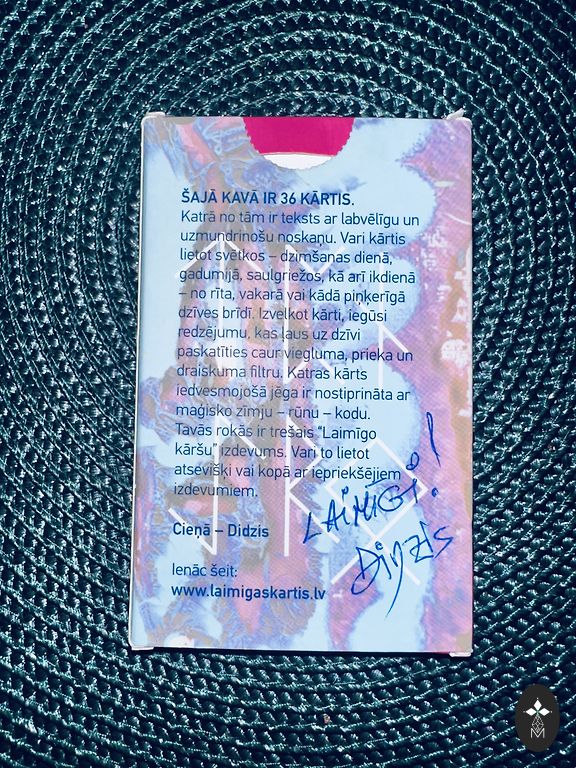 ŠAJĀ KAVĀ IR 36 KĀRTIS.
Katrā no tām ir teksts ar labvēlīgu un
uzmundrinošu noskaņu. Vari kārtis
lietot svētkos – dzimšanas dienā,
gadumijā, saulgriežos, kā arī ikdienā
– no rīta, vakarā vai kādā piņķerīgā
dzīves brīdī. Izvelkot kārti, iegūsi
redzējumu, kas ļaus uz dzīvi
paskatīties caur viegluma, prieka un
draiskuma filtru. Katras kārts
iedvesmojošā jēga ir nostiprināta ar
maģisko zīmju – rūnu – kodu.
Tavās rokās ir trešais “Laimīgo
kāršu” izdevums. Vari to lietot
atsevišķi vai kopā ar iepriekšējiem
izdevumiem.
LAIMĪGI!
Cieņā – Didzis
Didzis
Ienāc šeit:
www.laimigaskartis.lv